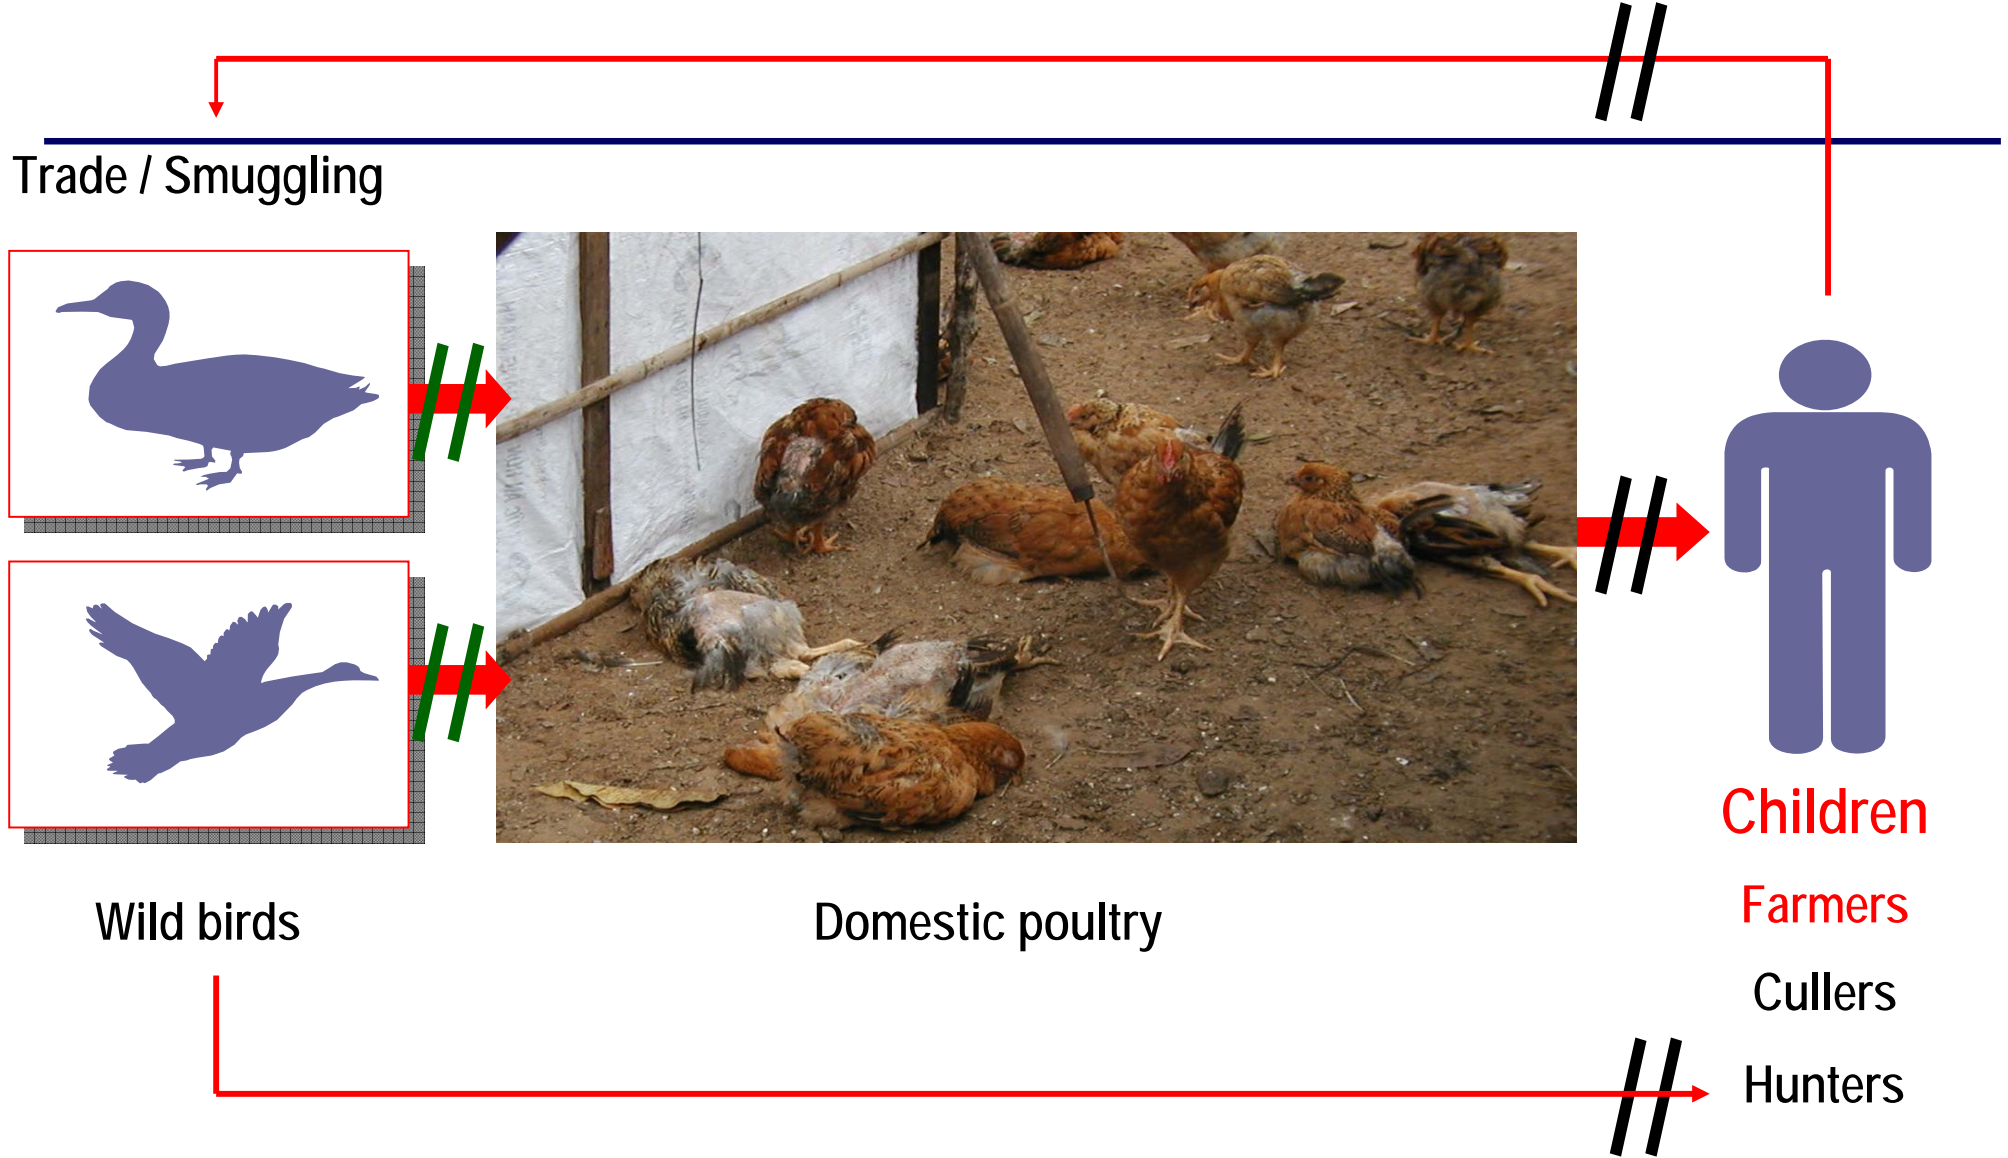 Trade / Smuggling
Wild birds
Domestic poultry
Children
Farmers
Cullers
Hunters